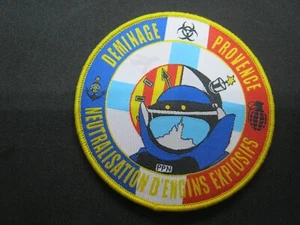 DEMINAGE PROVENCE
NEUTRALISATION D'ENGINS EXPLOSIFS
PPN